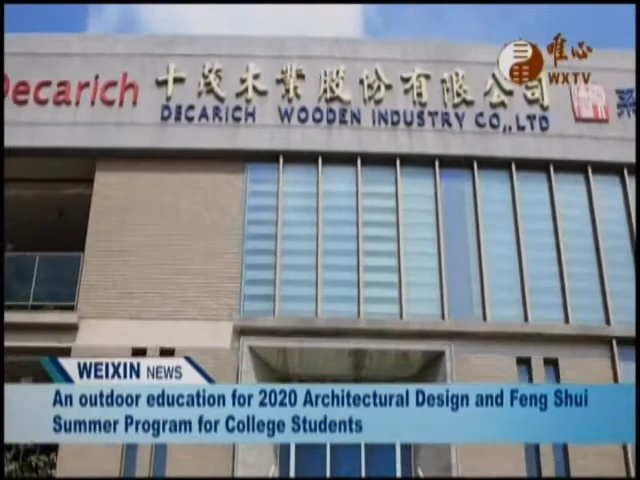 唯心
WXTV
Decarich 十茂木業股份有限公司 系
DECARICH WOODEN INDUSTRY CO,.LTD
WEIXIN NEWS
An outdoor education for 2020 Architectural Design and Feng Shui
Summer Program for College Students